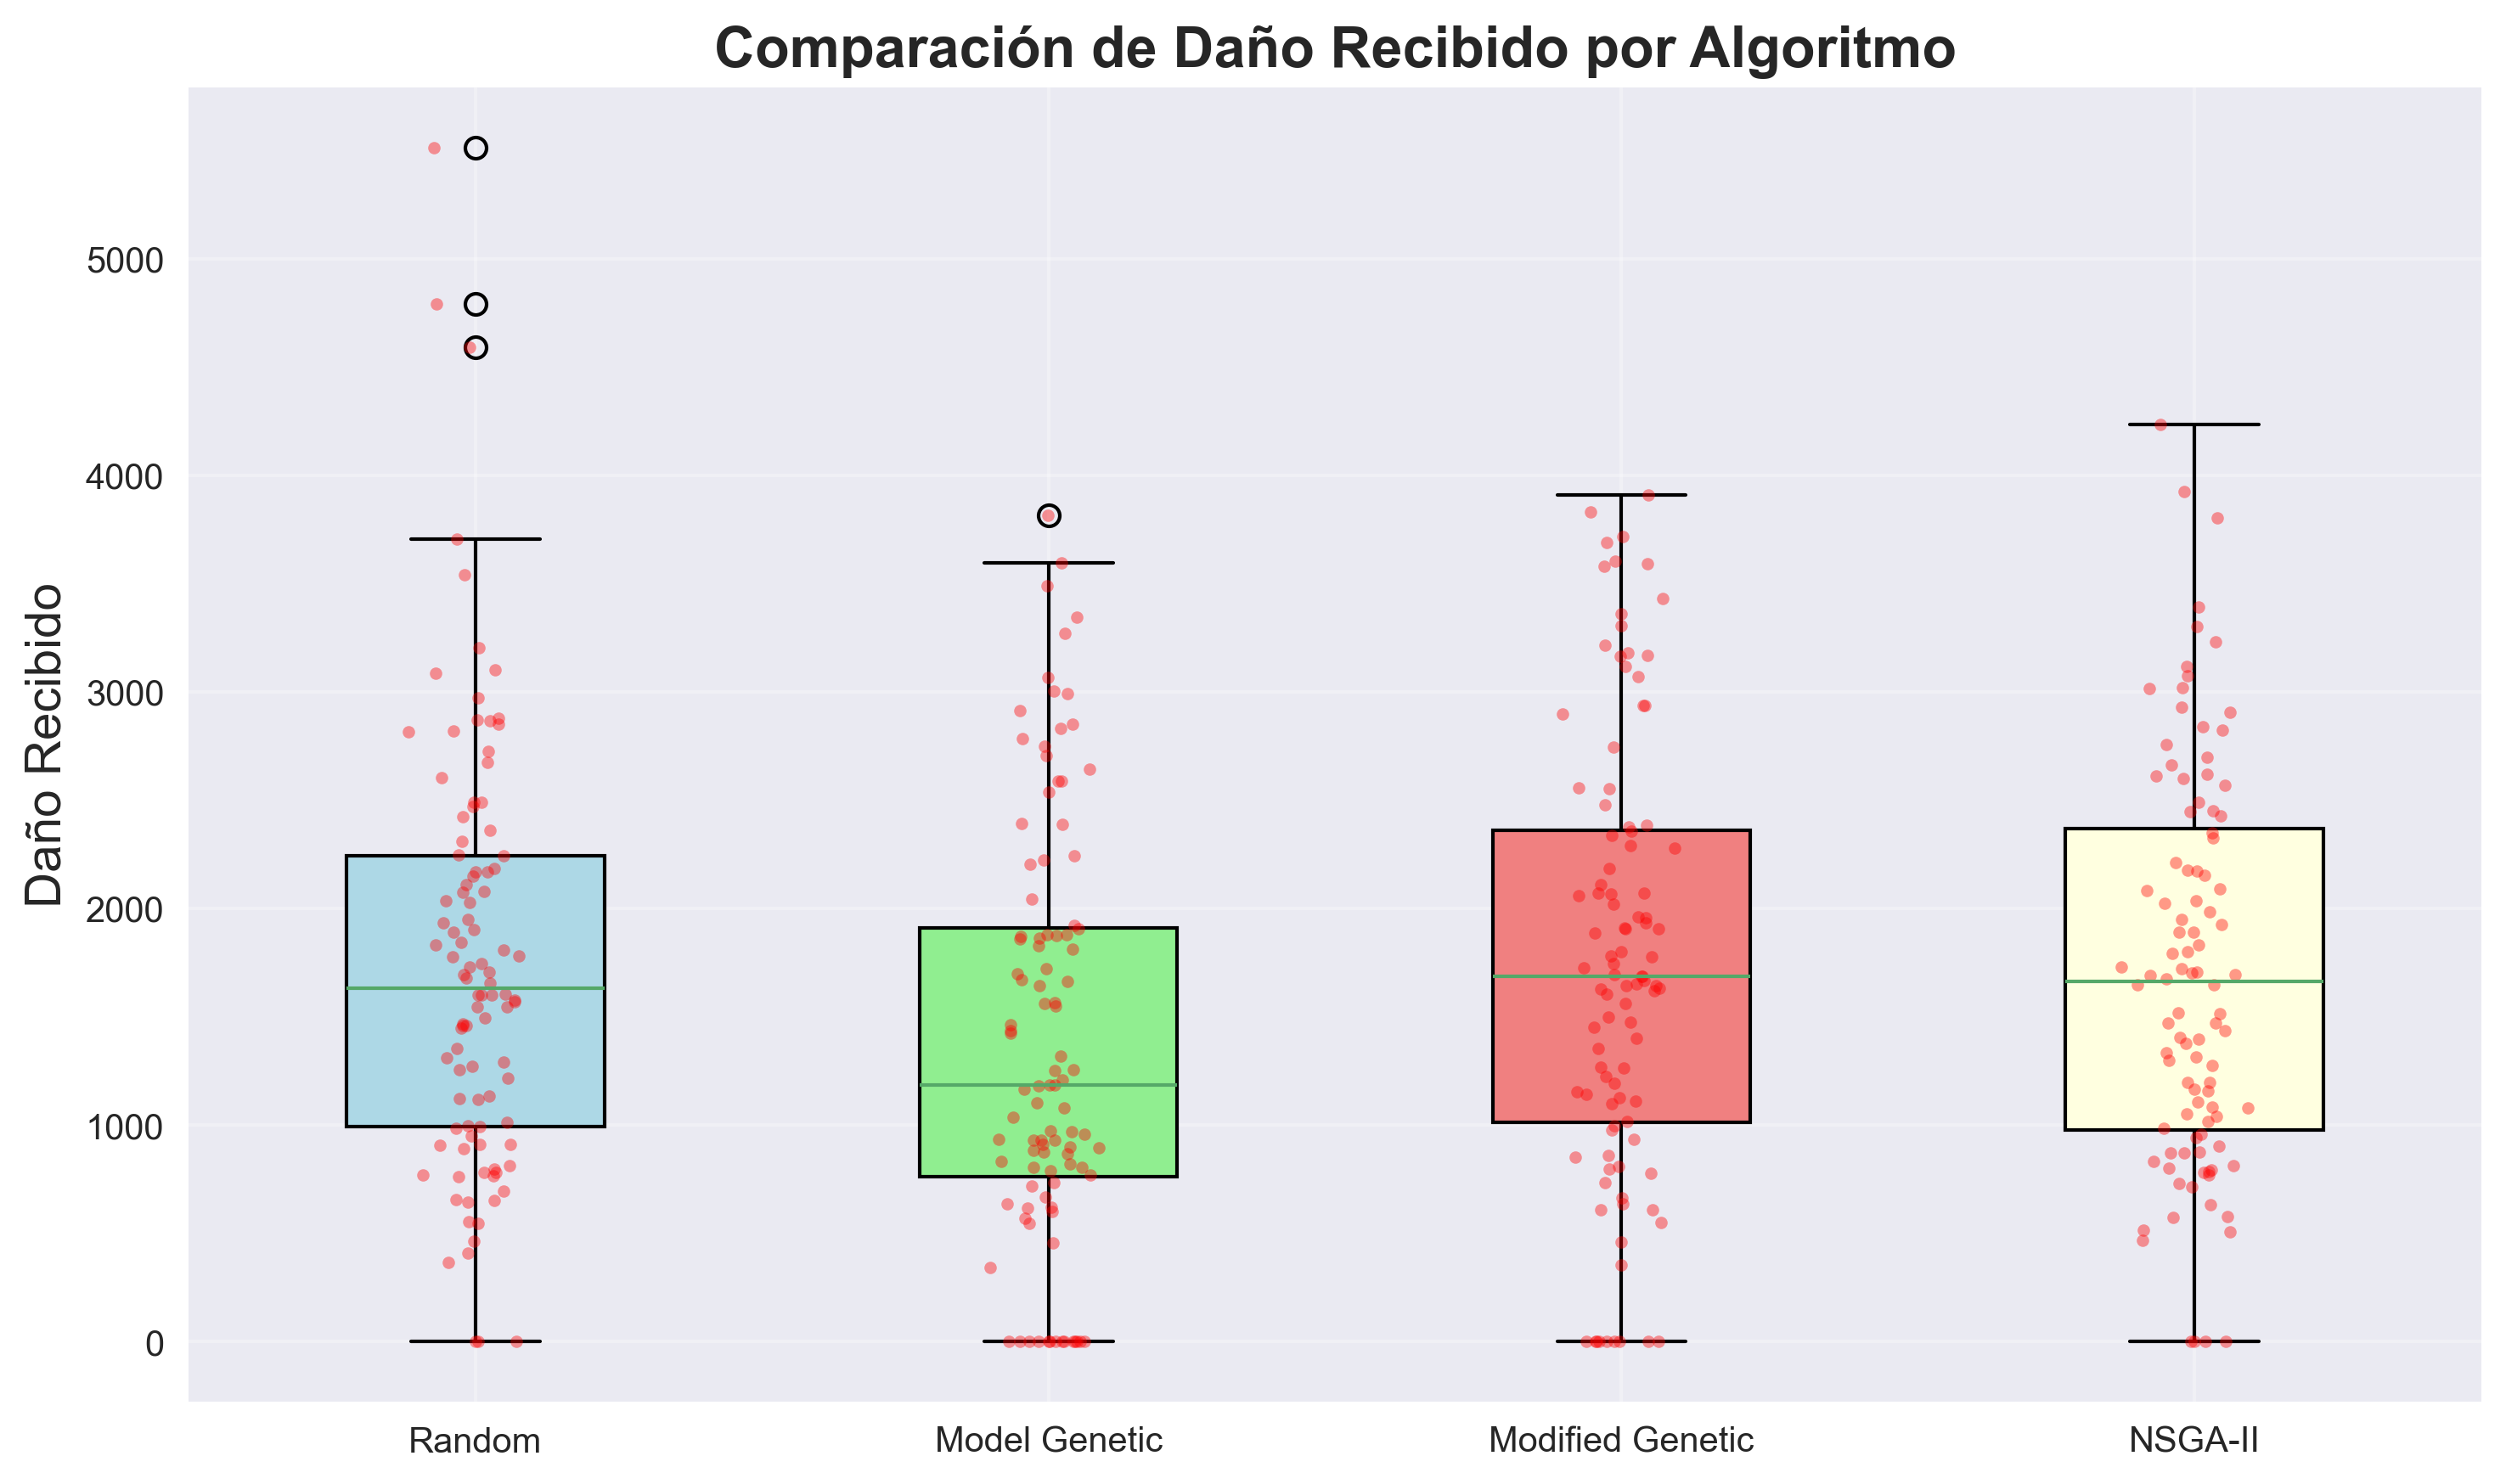 Comparación de Daño Recibido por Algoritmo
Daño Recibido
5000
4000
3000
2000
1000
0
Random
Model Genetic
Modified Genetic
NSGA-II